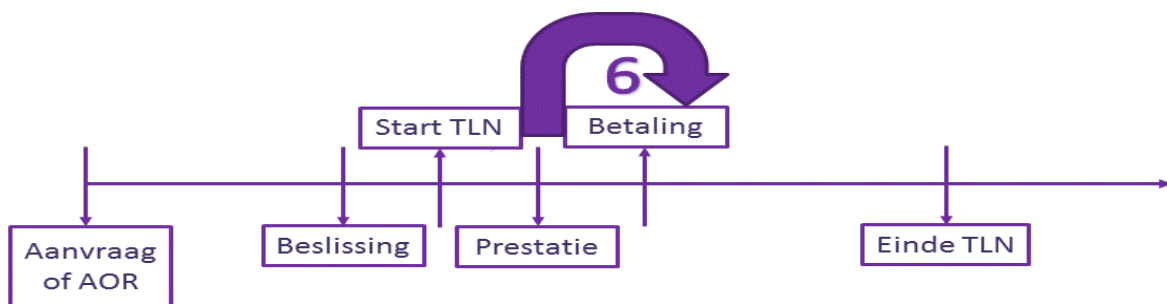 6
Start TLN
Betaling
Aanvraag
of AOR
Beslissing
Prestatie
Einde TLN